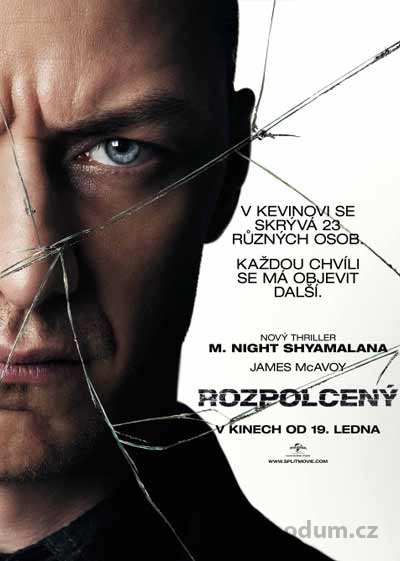 V KEVINOVI SE
SKRÝVÁ 23
RŮZNÝCH OSOB.
KAŽDOU CHVÍLI
SE MÁ OBJEVIT
DALŠÍ.
NOVÝ THRILLER
M. NIGHT SHYAMALANA
JAMES McAVOY
ROZPOLCENÝ
V KINECH OD 19. LEDNA
UNIVERSAL
WWW.SPLITMOVIE.COM
odum.cz